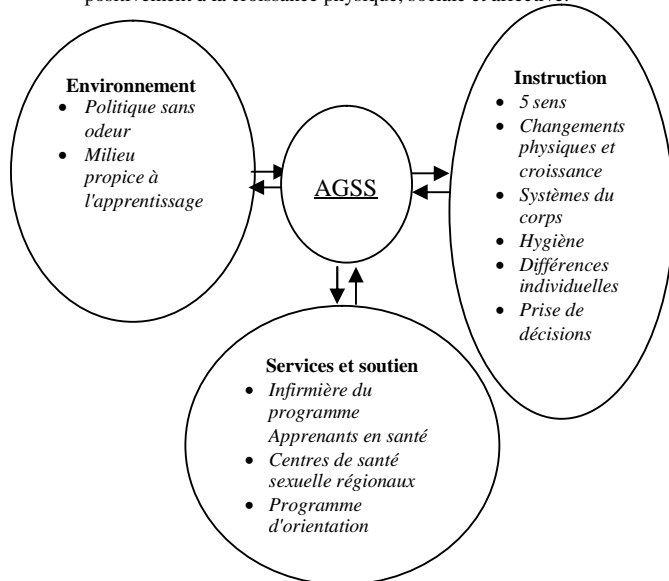 positivement à la croissance physique, sociale et affective.
Environnement
• Politique sans
odeur
• Milieu
propice à
l'apprentissage
AGSS
Instruction
• 5 sens
• Changements
physiques et
croissance
• Systèmes du
corps
• Hygiène
• Différences
individuelles
• Prise de
décisions
Services et soutien
• Infirmière du
programme
Apprenants en santé
• Centres de santé
sexuelle régionaux
• Programme
d'orientation